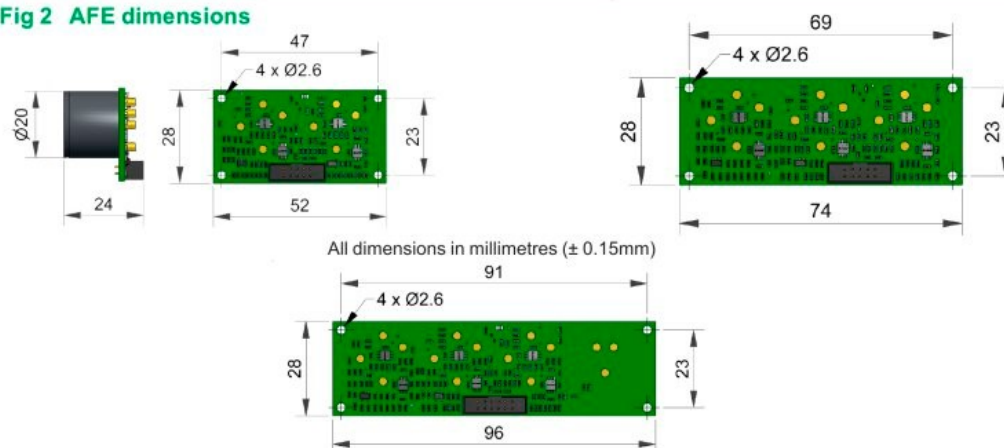 Fig 2 AFE dimensions
47
4 x Ø2.6
Ø20
28
23
24
52
69
4 x Ø2.6
28
23
74
All dimensions in millimetres (± 0.15mm)
91
4 x Ø2.6
28
23
96